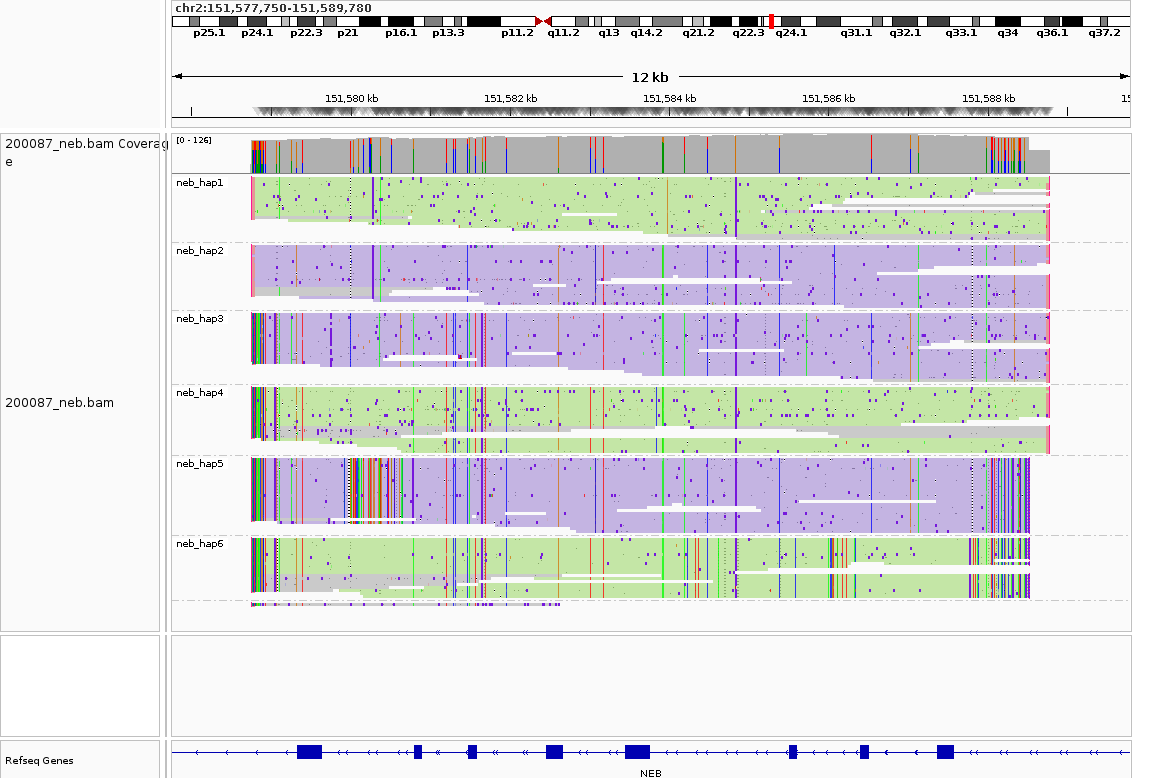 chr2:151,577,750-151,589,780
p25.1 p24.1 p22.3 p21 p16.1 p13.3 p11.2 q11.2 q13 q14.2 q21.2 q22.3 q24.1 q31.1 q32.1 q33.1 q34 q36.1 q37.2
12 kb
151,580 kb 151,582 kb 151,584 kb 151,586 kb 151,588 kb 15
200087_neb.bam Coverag
e
[0 - 126]
neb_hap1
neb_hap2
neb_hap3
neb_hap4
200087_neb.bam
neb_hap5
neb_hap6
Refseq Genes
NEB